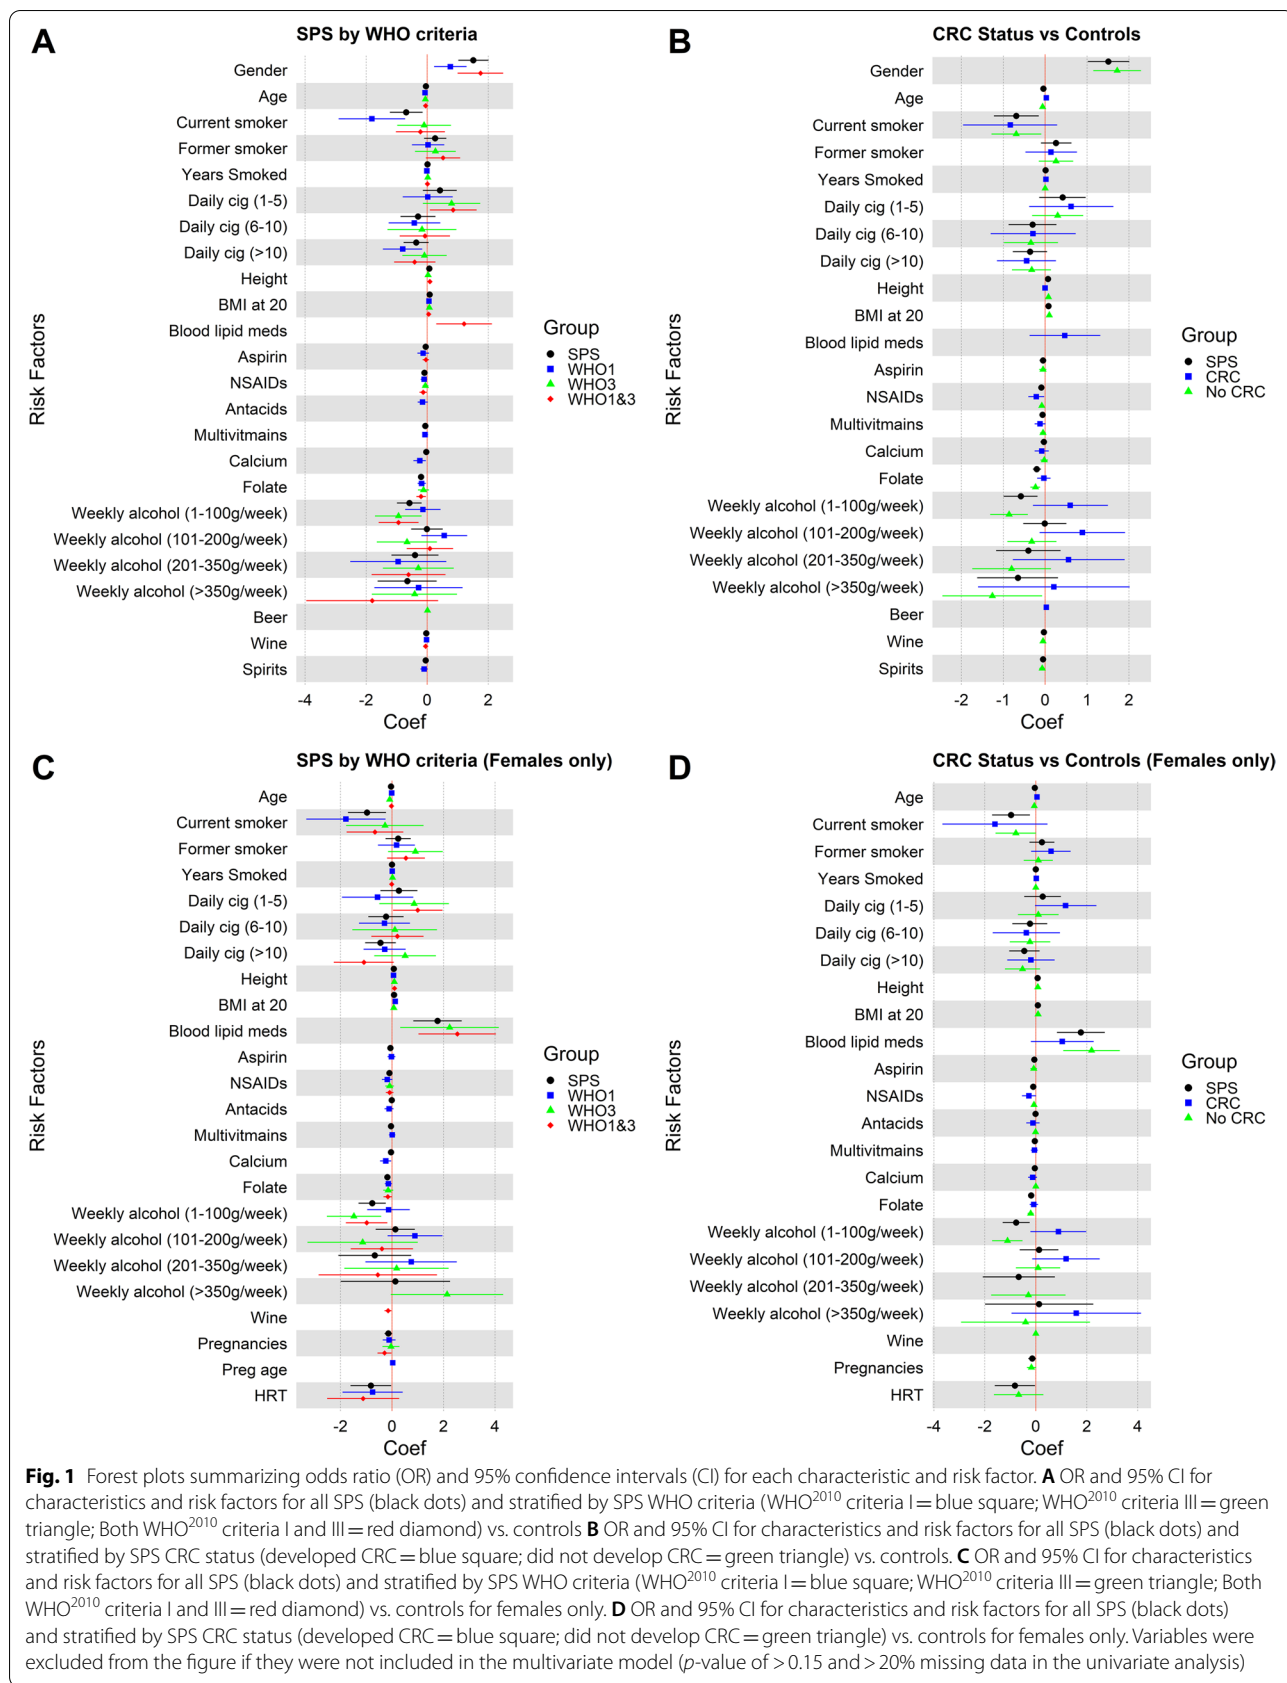 A
SPS by WHO criteria
Risk Factors
Gender
Age
Current smoker
Former smoker
Years Smoked
Daily cig (1-5)
Daily cig (6-10)
Daily cig (>10)
Height
BMI at 20
Blood lipid meds
Aspirin
NSAIDs
Antacids
Multivitmains
Calcium
Folate
Weekly alcohol (1-100g/week)
Weekly alcohol (101-200g/week)
Weekly alcohol (201-350g/week)
Weekly alcohol (>350g/week)
Beer
Wine
Spirits
-4 -2 0 2
Coef
Group
SPS
WHO1
WHO3
WHO1&3
B
CRC Status vs Controls
Risk Factors
Gender
Age
Current smoker
Former smoker
Years Smoked
Daily cig (1-5)
Daily cig (6-10)
Daily cig (>10)
Height
BMI at 20
Blood lipid meds
Aspirin
NSAIDs
Multivitmains
Calcium
Folate
Weekly alcohol (1-100g/week)
Weekly alcohol (101-200g/week)
Weekly alcohol (201-350g/week)
Weekly alcohol (>350g/week)
Beer
Wine
Spirits
-2 -1 0 1 2
Coef
Group
SPS
CRC
No CRC
C
SPS by WHO criteria (Females only)
Risk Factors
Age
Current smoker
Former smoker
Years Smoked
Daily cig (1-5)
Daily cig (6-10)
Daily cig (>10)
Height
BMI at 20
Blood lipid meds
Aspirin
NSAIDs
Antacids
Multivitmains
Calcium
Folate
Weekly alcohol (1-100g/week)
Weekly alcohol (101-200g/week)
Weekly alcohol (201-350g/week)
Weekly alcohol (>350g/week)
Wine
Pregnancies
Preg age
HRT
-2 0 2 4
Coef
Group
SPS
WHO1
WHO3
WHO1&3
D
CRC Status vs Controls (Females only)
Risk Factors
Age
Current smoker
Former smoker
Years Smoked
Daily cig (1-5)
Daily cig (6-10)
Daily cig (>10)
Height
BMI at 20
Blood lipid meds
Aspirin
NSAIDs
Antacids
Multivitmains
Calcium
Folate
Weekly alcohol (1-100g/week)
Weekly alcohol (101-200g/week)
Weekly alcohol (201-350g/week)
Weekly alcohol (>350g/week)
Wine
Pregnancies
HRT
-4 -2 0 2 4
Coef
Group
SPS
CRC
No CRC
Fig. 1 Forest plots summarizing odds ratio (OR) and 95% confidence intervals (CI) for each characteristic and risk factor. A OR and 95% CI for
characteristics and risk factors for all SPS (black dots) and stratified by SPS WHO criteria (WHO²⁰¹⁰ criteria I = blue square; WHO²⁰¹⁰ criteria III = green
triangle; Both WHO²⁰¹⁰ criteria I and III = red diamond) vs. controls B OR and 95% CI for characteristics and risk factors for all SPS (black dots) and
stratified by SPS CRC status (developed CRC = blue square; did not develop CRC = green triangle) vs. controls. C OR and 95% CI for characteristics
and risk factors for all SPS (black dots) and stratified by SPS WHO criteria (WHO²⁰¹⁰ criteria I = blue square; WHO²⁰¹⁰ criteria III = green triangle; Both
WHO²⁰¹⁰ criteria I and III = red diamond) vs. controls for females only. D OR and 95% CI for characteristics and risk factors for all SPS (black dots)
and stratified by SPS CRC status (developed CRC = blue square; did not develop CRC = green triangle) vs. controls for females only. Variables were
excluded from the figure if they were not included in the multivariate model (p-value of > 0.15 and > 20% missing data in the univariate analysis)